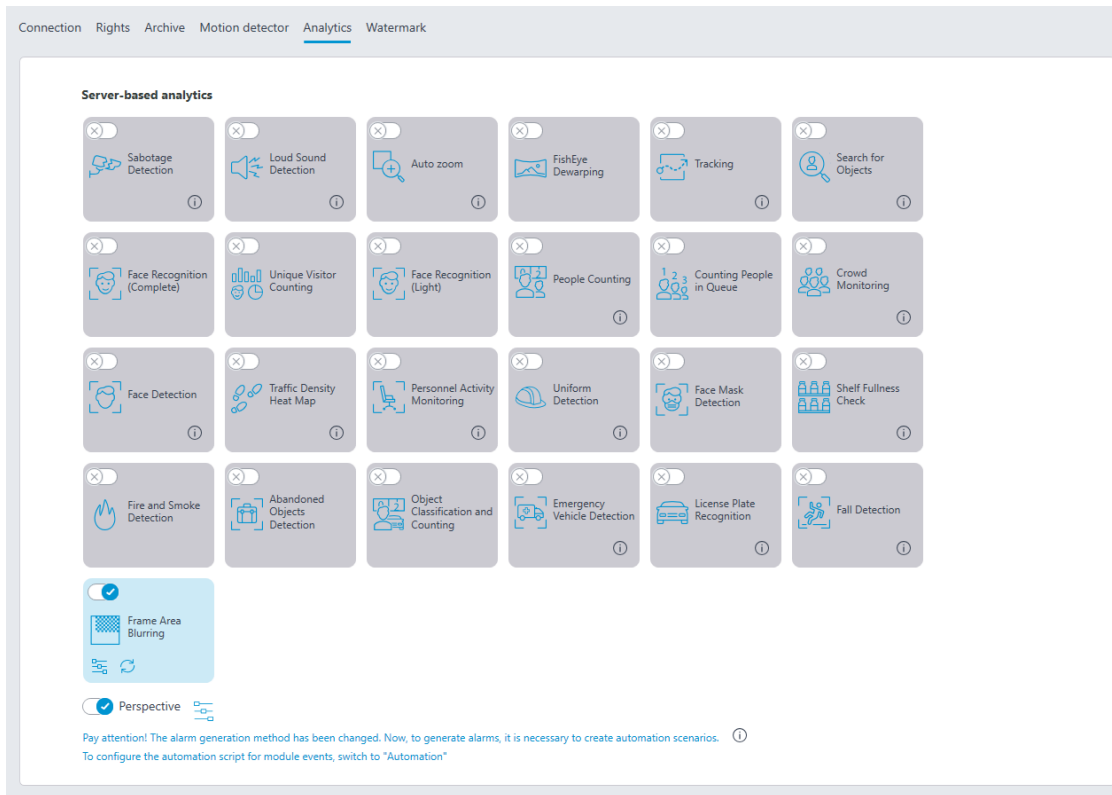 Connection Rights Archive Motion detector Analytics Watermark
Server-based analytics
Sabotage
Detection
Loud Sound
Detection
Auto zoom
FishEye
Dewarping
Tracking
Search for
Objects
Face Recognition
(Complete)
Unique Visitor
Counting
Face Recognition
(Light)
People Counting
1 2 3
Counting People
in Queue
Crowd
Monitoring
Face Detection
Traffic Density
Heat Map
Personnel Activity
Monitoring
Uniform
Detection
Face Mask
Detection
Shelf Fullness
Check
Fire and Smoke
Detection
Abandoned
Objects
Detection
Object
Classification and
Counting
Emergency
Vehicle Detection
License Plate
Recognition
Fall Detection
Frame Area
Blurring
Perspective
Pay attention! The alarm generation method has been changed. Now, to generate alarms, it is necessary to create automation scenarios.
To configure the automation script for module events, switch to "Automation"